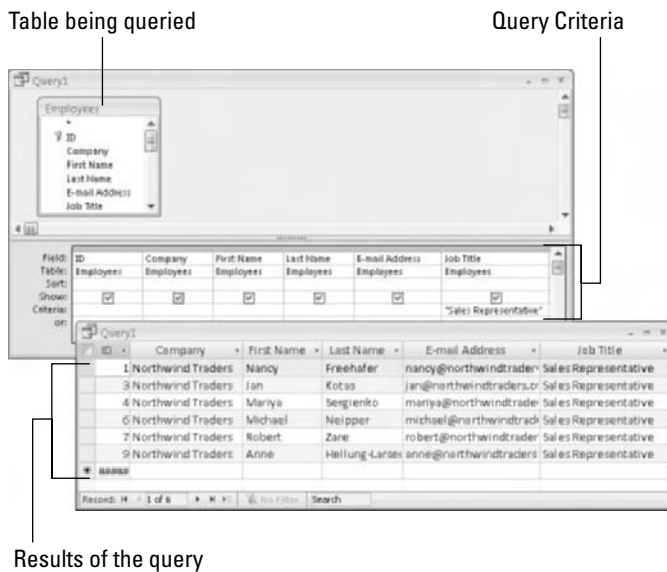 Table being queried
Query Criteria
Query1
Employees
*
ID
Company
First Name
Last Name
E-mail Address
Job Title
Field: ID Company First Name Last Name E-mail Address Job Title
Table: Employees Employees Employees Employees Employees Employees
Sort:
Show:
Criteria: "Sales Representative"
or:
Query1
ID Company First Name Last Name E-mail Address Job Title
1 Northwind Traders Nancy Freehafer nancy@northwindtrader Sales Representative
3 Northwind Traders Jan Kotas jan@northwindtraders.co Sales Representative
4 Northwind Traders Mariya Sergienko mariya@northwindtrade Sales Representative
6 Northwind Traders Michael Neipper michael@northwindtrad Sales Representative
7 Northwind Traders Robert Zare robert@northwindtrader Sales Representative
9 Northwind Traders Anne Hellung-Larsen anne@northwindtraders Sales Representative
Record: 1 of 6 No Filter Search
Results of the query